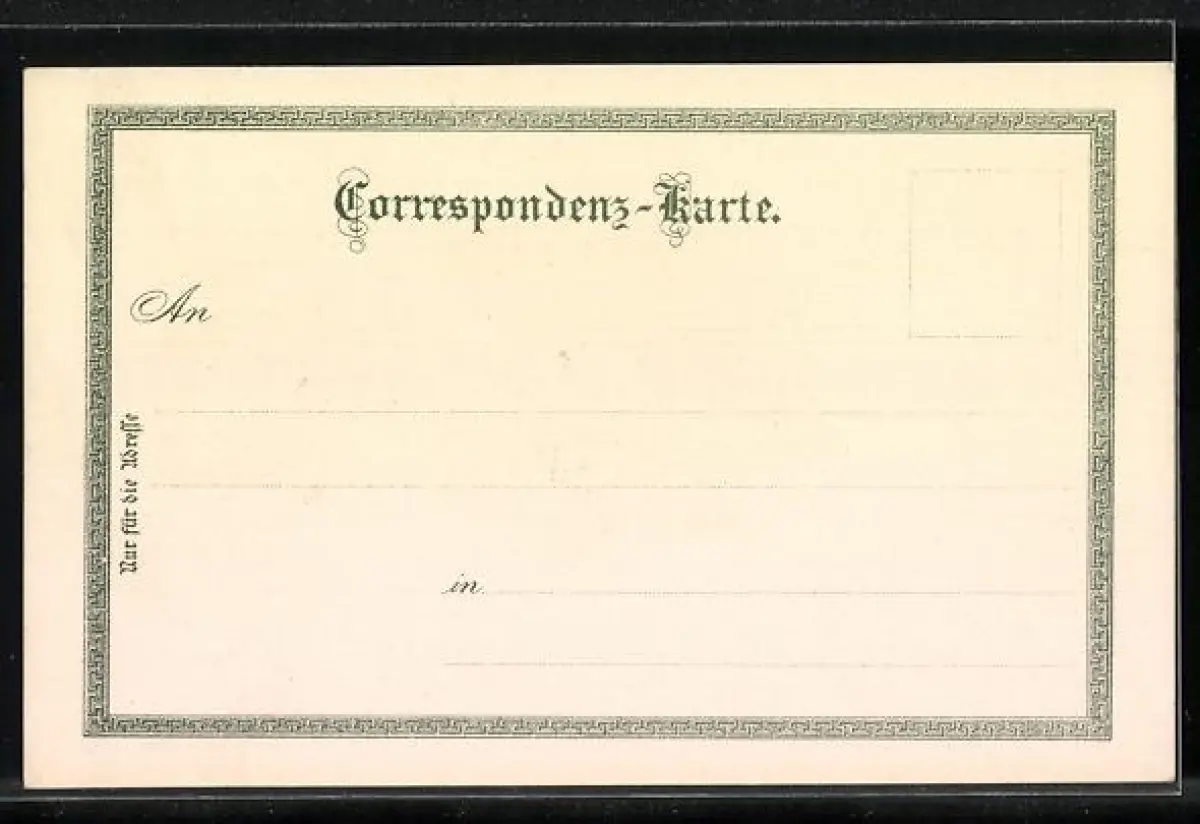 Correspondenz-Karte.
An
Nur für die Adresse
in